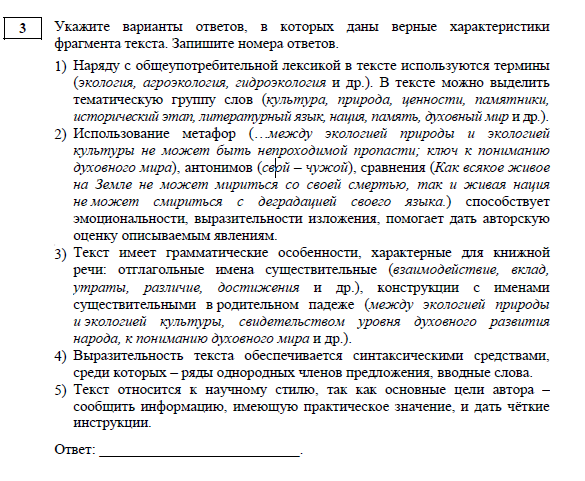 3
Укажите варианты ответов, в которых даны верные характеристики
фрагмента текста. Запишите номера ответов.
1) Наряду с общеупотребительной лексикой в тексте используются термины
(экология, агроэкология, гидроэкология и др.). В тексте можно выделить
тематическую группу слов (культура, природа, ценности, памятники,
исторический этап, литературный язык, нация, память, духовный мир и др.).
2) Использование метафор (…между экологией природы и экологией
культуры не может быть непроходимой пропасти; ключ к пониманию
духовного мира), антонимов (свой – чужой), сравнения (Как всякое живое
на Земле не может мириться со своей смертью, так и живая нация
не может смириться с деградацией своего языка.) способствует
эмоциональности, выразительности изложения, помогает дать авторскую
оценку описываемым явлениям.
3) Текст имеет грамматические особенности, характерные для книжной
речи: отглагольные имена существительные (взаимодействие, вклад,
утраты, различие, достижения и др.), конструкции с именами
существительными в родительном падеже (между экологией природы
и экологией культуры, свидетельством уровня духовного развития
народа, к пониманию духовного мира и др.).
4) Выразительность текста обеспечивается синтаксическими средствами,
среди которых – ряды однородных членов предложения, вводные слова.
5) Текст относится к научному стилю, так как основные цели автора –
сообщить информацию, имеющую практическое значение, и дать чёткие
инструкции.
Ответ: ___________________________.